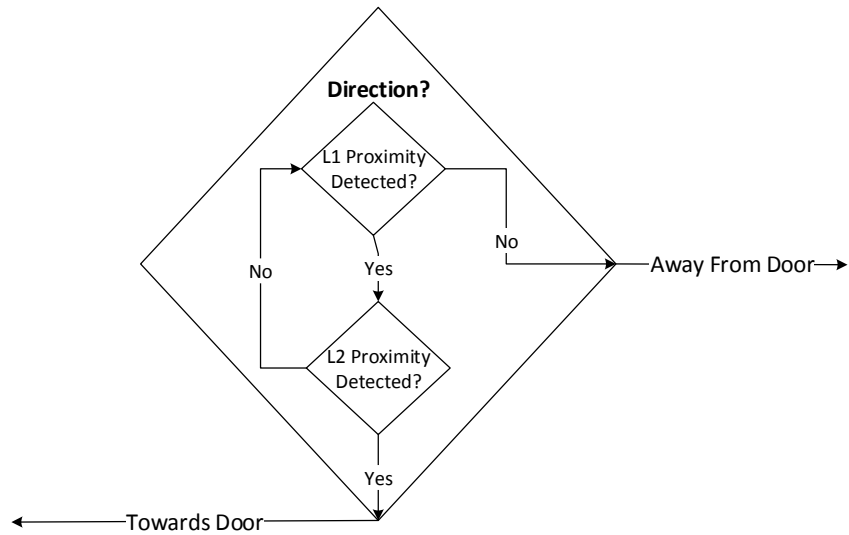 Direction?
L1 Proximity
Detected?
No
No
Yes
Away From Door
L2 Proximity
Detected?
Yes
Towards Door